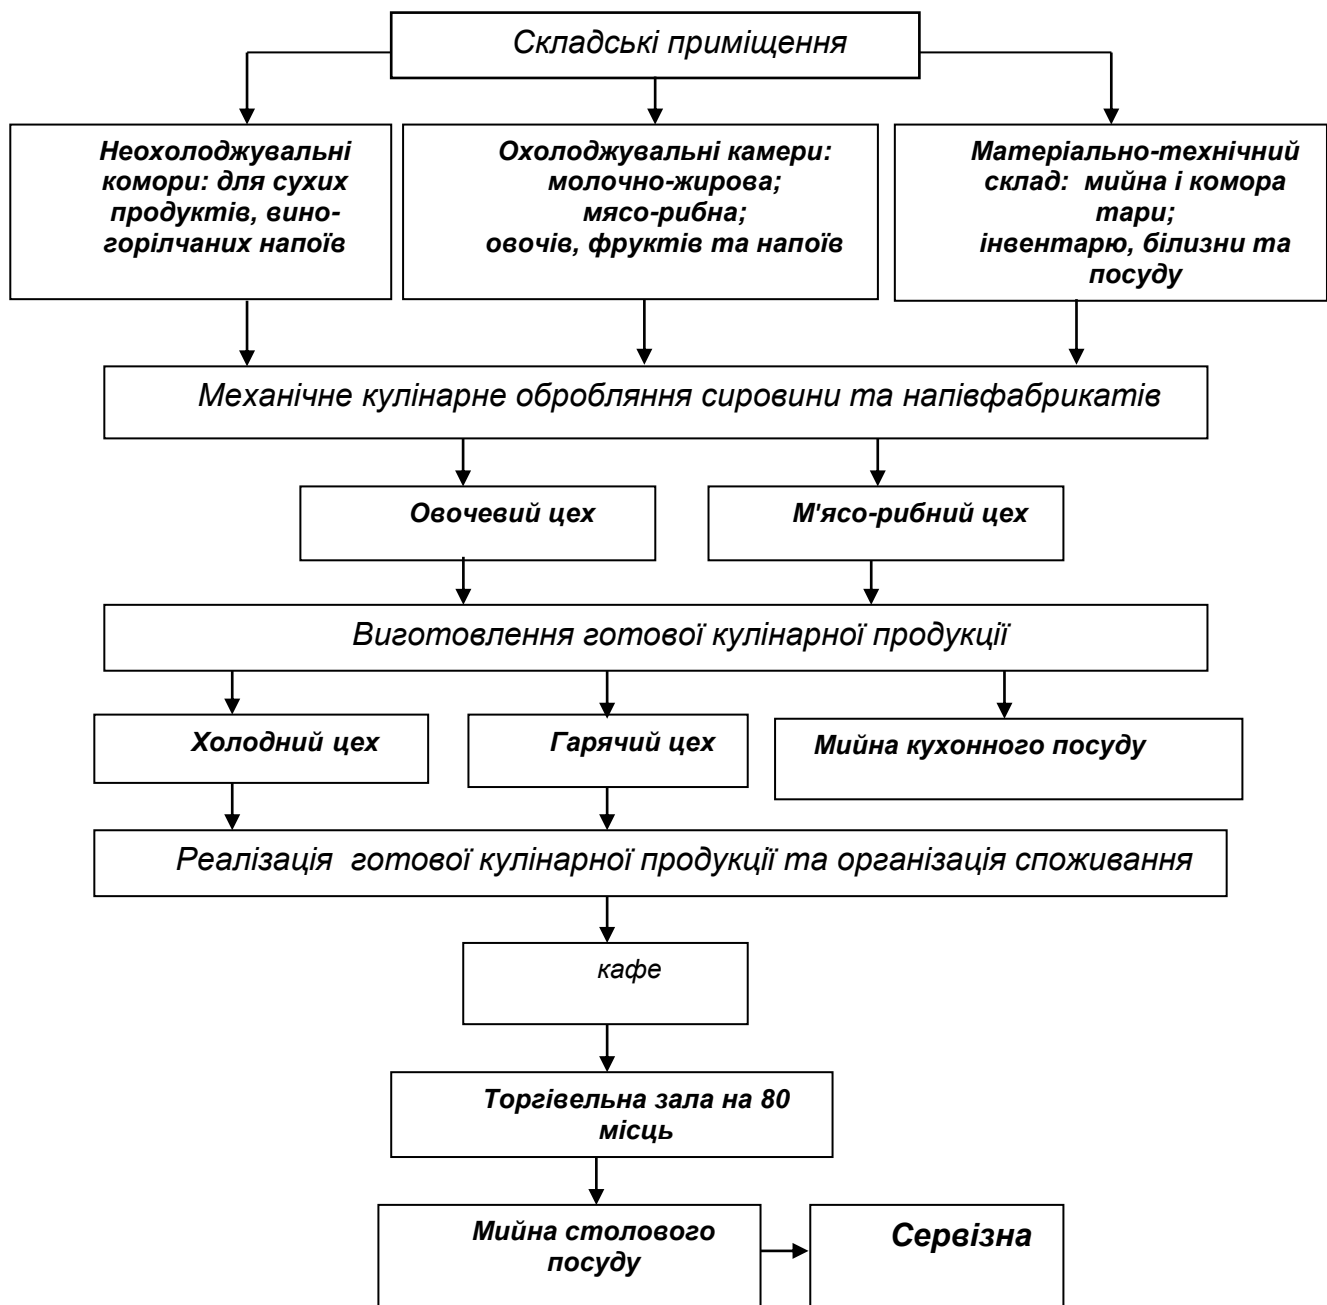 Складські приміщення
Неохолоджувальні
комори: для сухих
продуктів, вино-
горілчаних напоїв
Охолоджувальні камери:
молочно-жирова;
мясо-рибна;
овочів, фруктів та напоїв
Матеріально-технічний
склад:  мийна і комора
тари;
інвентарю, білизни та
посуду
Механічне кулінарне обробляння сировини та напівфабрикатів
Овочевий цех
М'ясо-рибний цех
Виготовлення готової кулінарної продукції
Холодний цех
Гарячий цех
Мийна кухонного посуду
Реалізація  готової кулінарної продукції та організація споживання
кафе
Торгівельна зала на 80
місць
Мийна столового
посуду
Сервізна